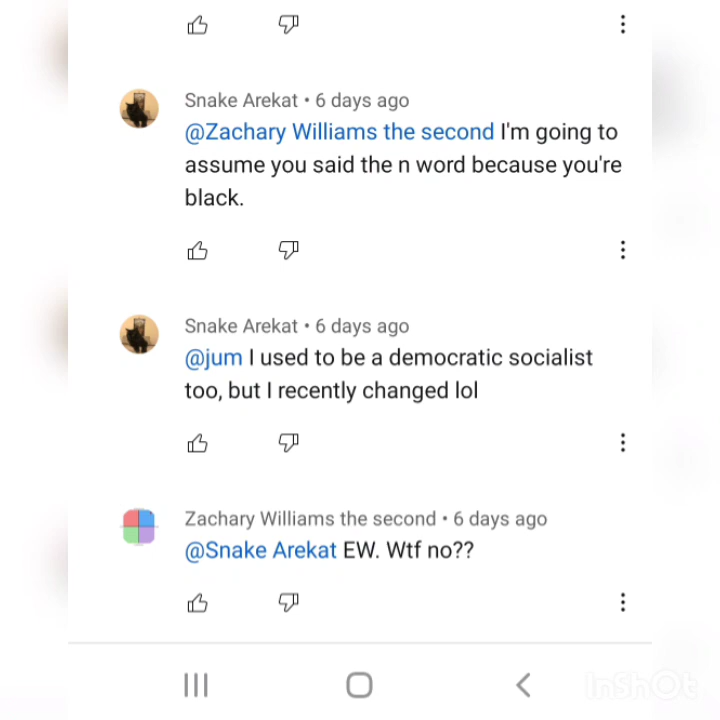 Snake Arekat • 6 days ago
@Zachary Williams the second I'm going to
assume you said the n word because you're
black.
Snake Arekat • 6 days ago
@jum I used to be a democratic socialist
too, but I recently changed lol
Zachary Williams the second • 6 days ago
@Snake Arekat EW. Wtf no??
InShOt